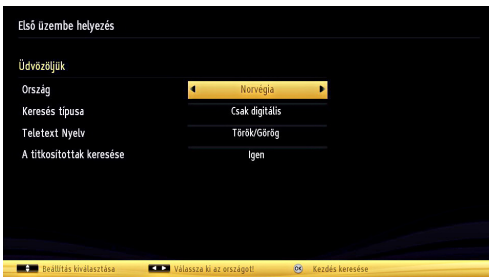 Első üzembe helyezés
Üdvözöljük
Ország Norvégia
Keresés típusa Csak digitális
Teletext Nyelv Török/Görög
A titkosítottak keresése Igen
Beállítás kiválasztása Válassza ki az országot! OK Kezdés keresése